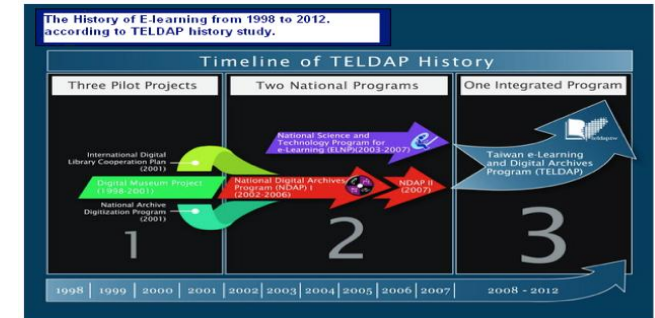 The History of E-learning from 1998 to 2012.
according to TELDAP history study.
Timeline of TELDAP History
Three Pilot Projects
Two National Programs
One Integrated Program
International Digital
Library Cooperation Plan
(2001)
Digital Museum Project
(1998-2001)
National Archive
Digitization Program
(2001)
1
National Science and
Technology Program for
e-Learning (ELNP)(2003-2007)
National Digital Archives
Program (NDAP) I
(2002-2006)
NDAP II
(2007)
2
Taiwan e-Learning
and Digital Archives
Program (TELDAP)
3
1998 | 1999 | 2000 | 2001 | 2002 | 2003 | 2004 | 2005 | 2006 | 2007 | 2008 - 2012